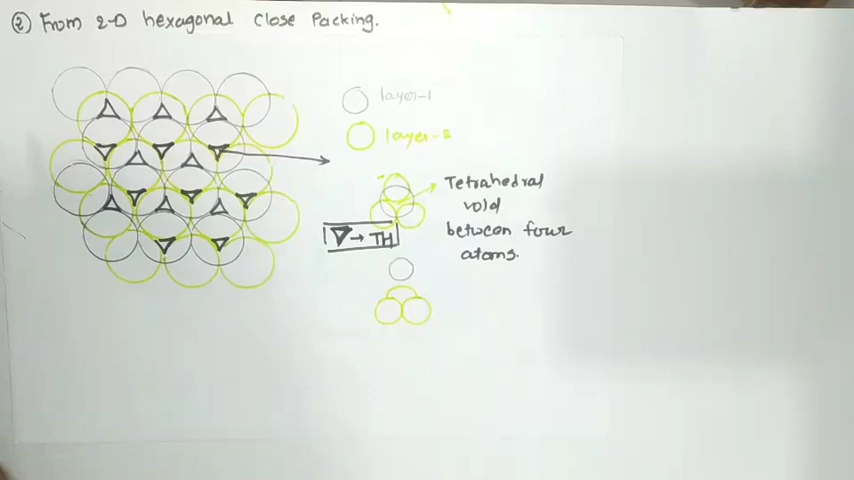 ② From 2-D hexagonal Close Packing.
layer-1
layer-2
Tetrahedral
void
between four
atoms.
▽→ TH